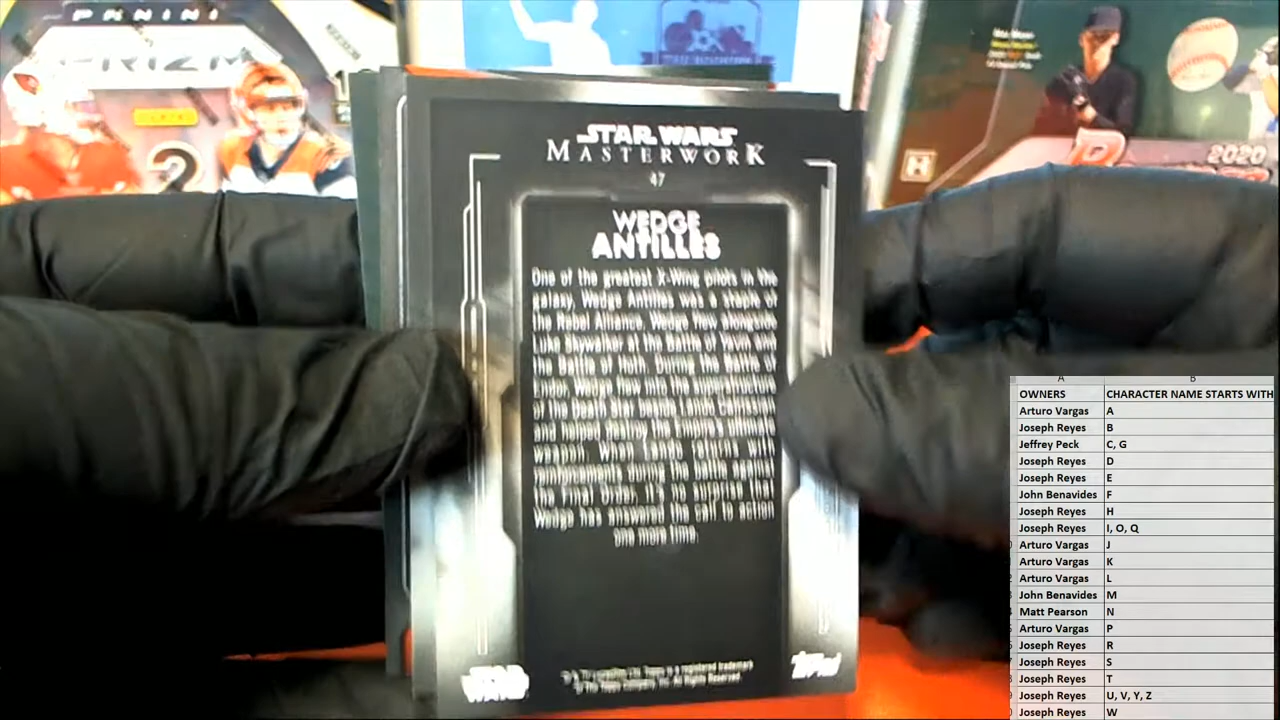 PANINI
PRIZM
2020
H
STAR WARS
MASTERWORK
47
WEDGE
ANTILLES
One of the greatest X-Wing pilots in the
galaxy, Wedge Antilles was a staple of
the Rebel Alliance. Wedge flew alongside
Luke Skywalker at the Battle of Yavin and
the Battle of Hoth. During the Battle of
Endor, Wedge flew into the superstructure
of the Death Star beside Lando Calrissian
and helped destroy the Empire's ultimate
weapon. When Lando returns with
reinforcements during the battle against
the Final Order, it's no surprise that
Wedge has answered the call to action
one more time.
STAR WARS
Topps
A B
OWNERS CHARACTER NAME STARTS WITH
Arturo Vargas A
Joseph Reyes B
Jeffrey Peck C, G
Joseph Reyes D
Joseph Reyes E
John Benavides F
Joseph Reyes H
Joseph Reyes I, O, Q
Arturo Vargas J
Arturo Vargas K
Arturo Vargas L
John Benavides M
Matt Pearson N
Arturo Vargas P
Joseph Reyes R
Joseph Reyes S
Joseph Reyes T
Joseph Reyes U, V, Y, Z
Joseph Reyes W